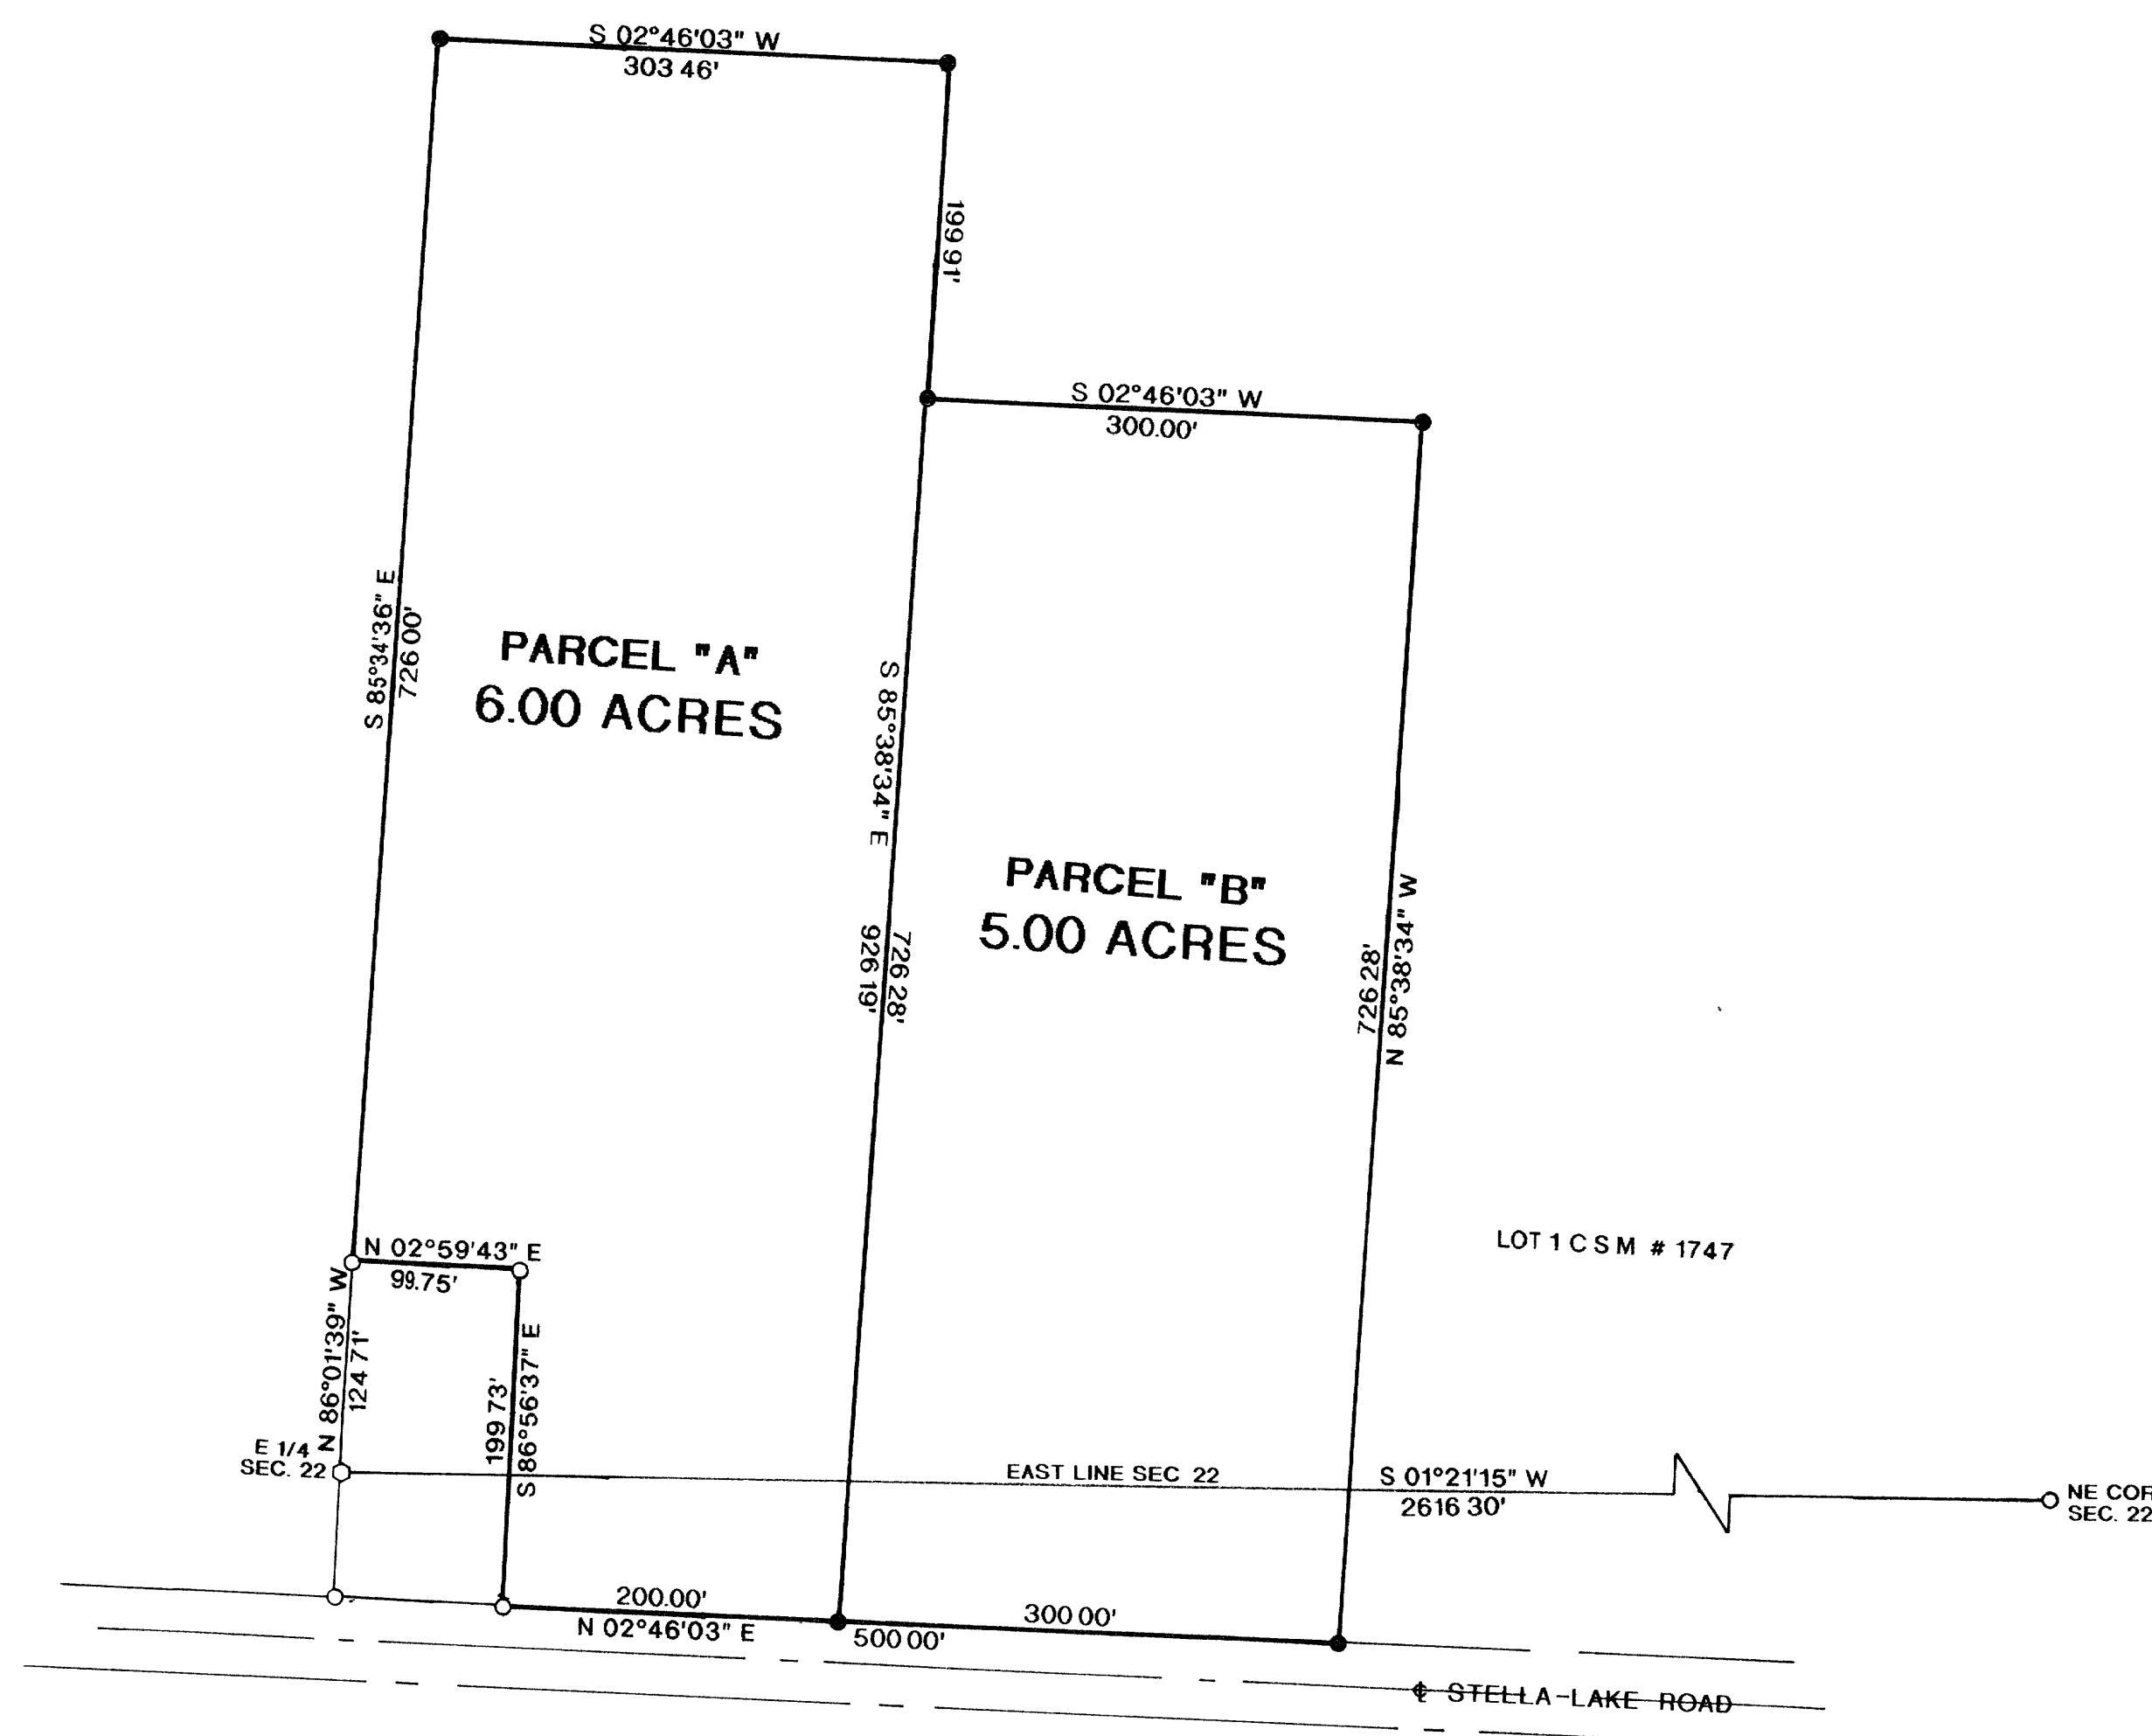 S 02°46'03" W
303 46'
199 91'
S 02°46'03" W
300.00'
S 85°34'36" E
726 00'
PARCEL "A"
6.00 ACRES
S 85°38'34" E
726 28'
926 19'
PARCEL "B"
5.00 ACRES
726 28'
N 85°38'34" W
LOT 1 C S M # 1747
N 02°59'43" E
99.75'
N 86°01'39" W
124 71'
199 73'
S 86°56'37" E
E 1/4
SEC. 22
EAST LINE SEC 22
S 01°21'15" W
2616 30'
NE COR
SEC. 22
200.00'
N 02°46'03" E
300 00'
500 00'
℄ STELLA-LAKE ROAD